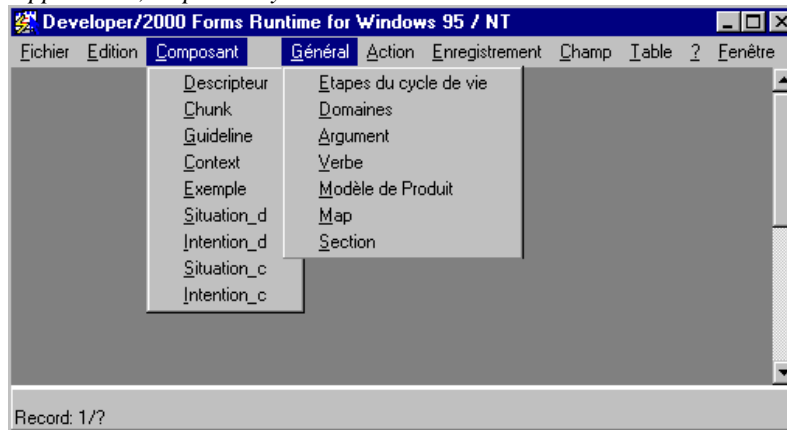 Developer/2000 Forms Runtime for Windows 95 / NT
Fichier Edition Composant Général Action Enregistrement Champ Table ? Fenêtre
Descripteur
Chunk
Guideline
Context
Exemple
Situation_d
Intention_d
Situation_c
Intention_c
Etapes du cycle de vie
Domaines
Argument
Verbe
Modèle de Produit
Map
Section
Record: 1/?